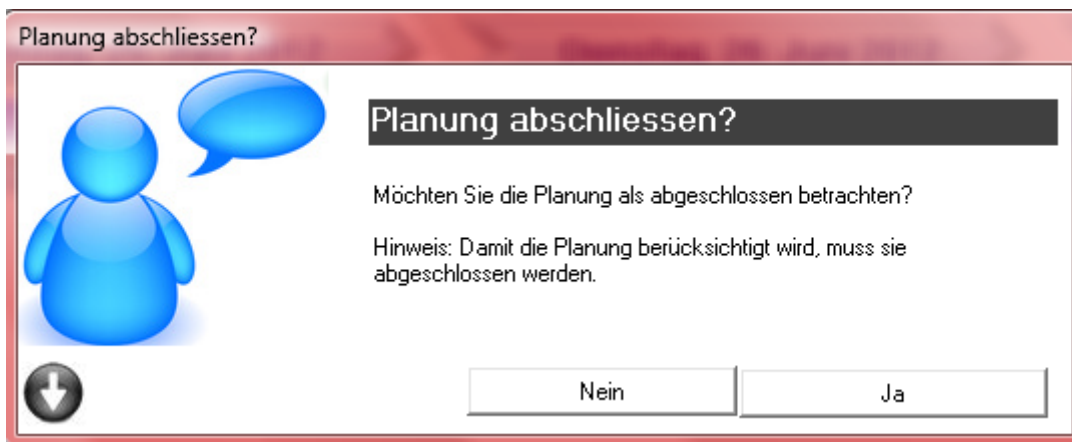 Planung abschliessen?
Planung abschliessen?
Möchten Sie die Planung als abgeschlossen betrachten?
Hinweis: Damit die Planung berücksichtigt wird, muss sie
abgeschlossen werden.
Nein
Ja